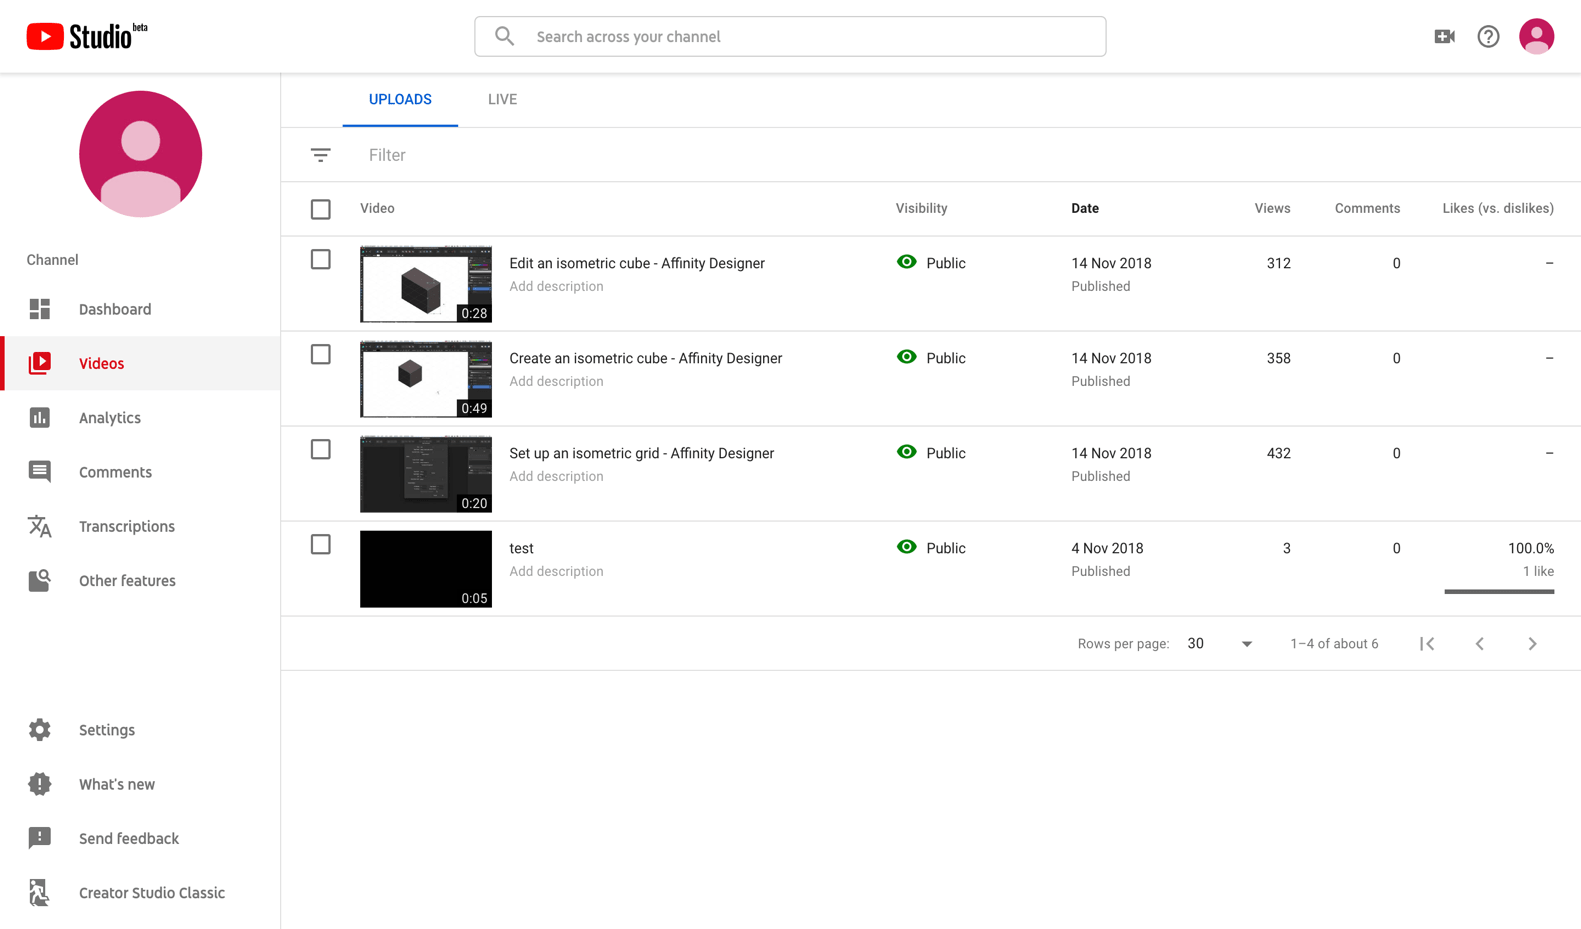 Studio beta
Search across your channel
UPLOADS LIVE
Filter
Video Visibility Date Views Comments Likes (vs. dislikes)
Channel
Dashboard
Videos
Analytics
Comments
Transcriptions
Other features
Settings
What's new
Send feedback
Creator Studio Classic
Edit an isometric cube - Affinity Designer Public 14 Nov 2018 312 0 –
Add description Published
0:28
Create an isometric cube - Affinity Designer Public 14 Nov 2018 358 0 –
Add description Published
0:49
Set up an isometric grid - Affinity Designer Public 14 Nov 2018 432 0 –
Add description Published
0:20
test Public 4 Nov 2018 3 0 100.0%
Add description Published 1 like
0:05
Rows per page: 30 1–4 of about 6